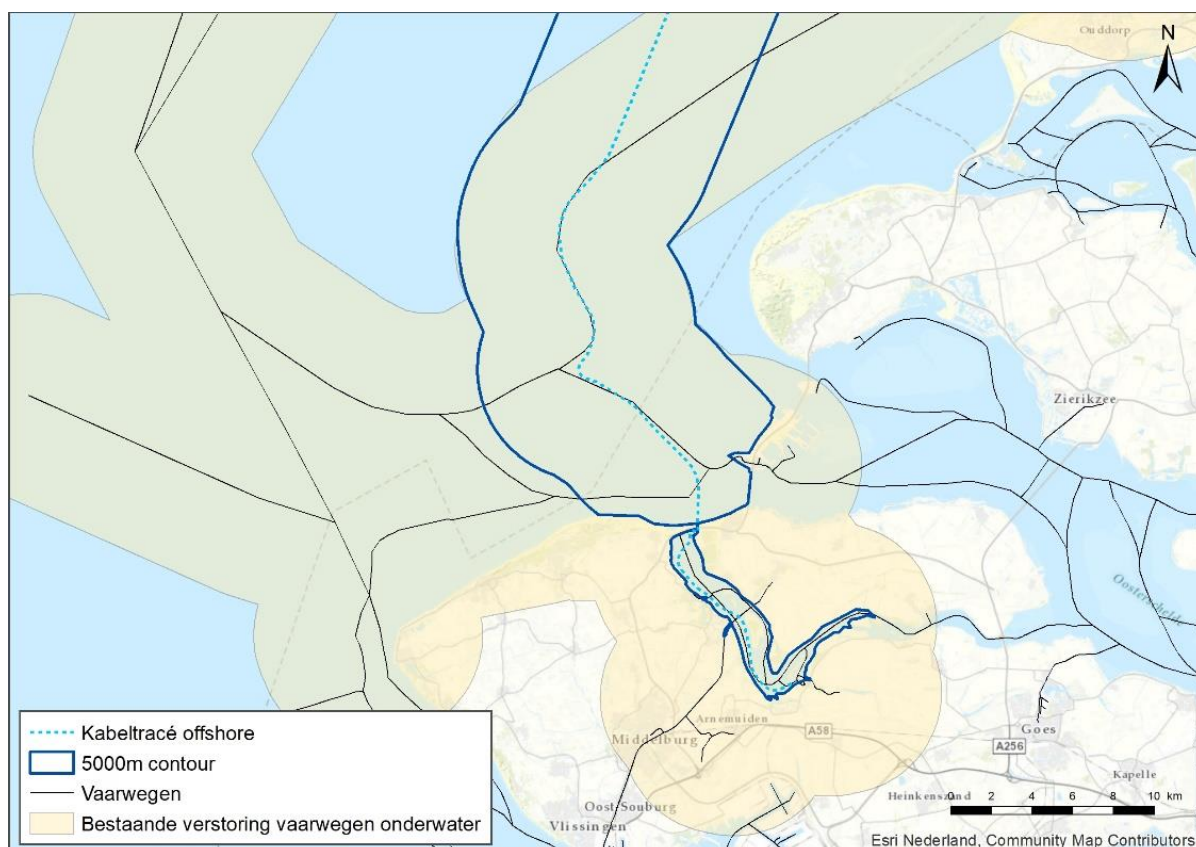 Ouddorp
N
Zierikzee
Oosterschelde
Arnemuiden
Middelburg
A58
Goes
A256
Kapelle
Heinkenszand
Oost-Souburg
Vlissingen
0 2 4 6 8 10 km
Kabeltracé offshore
5000m contour
Vaarwegen
Bestaande verstoring vaarwegen onderwater
Esri Nederland, Community Map Contributors